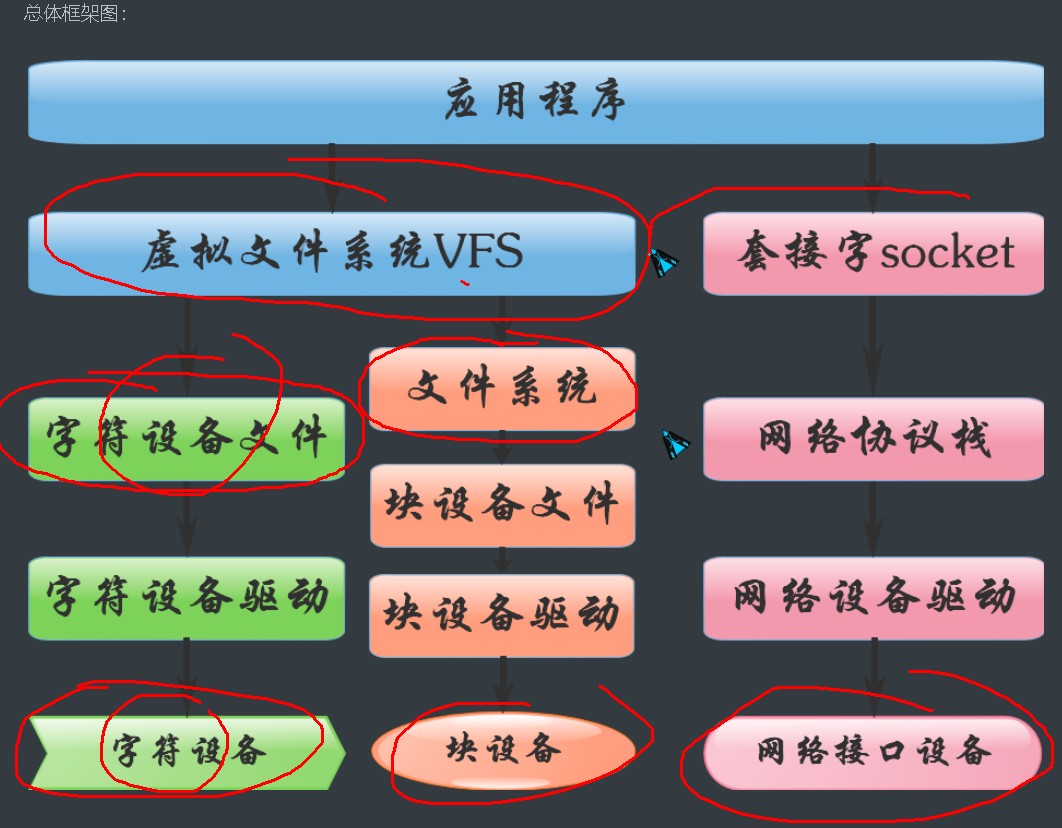 总体框架图：
应用程序
虚拟文件系统VFS
套接字socket
文件系统
字符设备文件
网络协议栈
块设备文件
字符设备驱动
块设备驱动
网络设备驱动
字符设备
块设备
网络接口设备